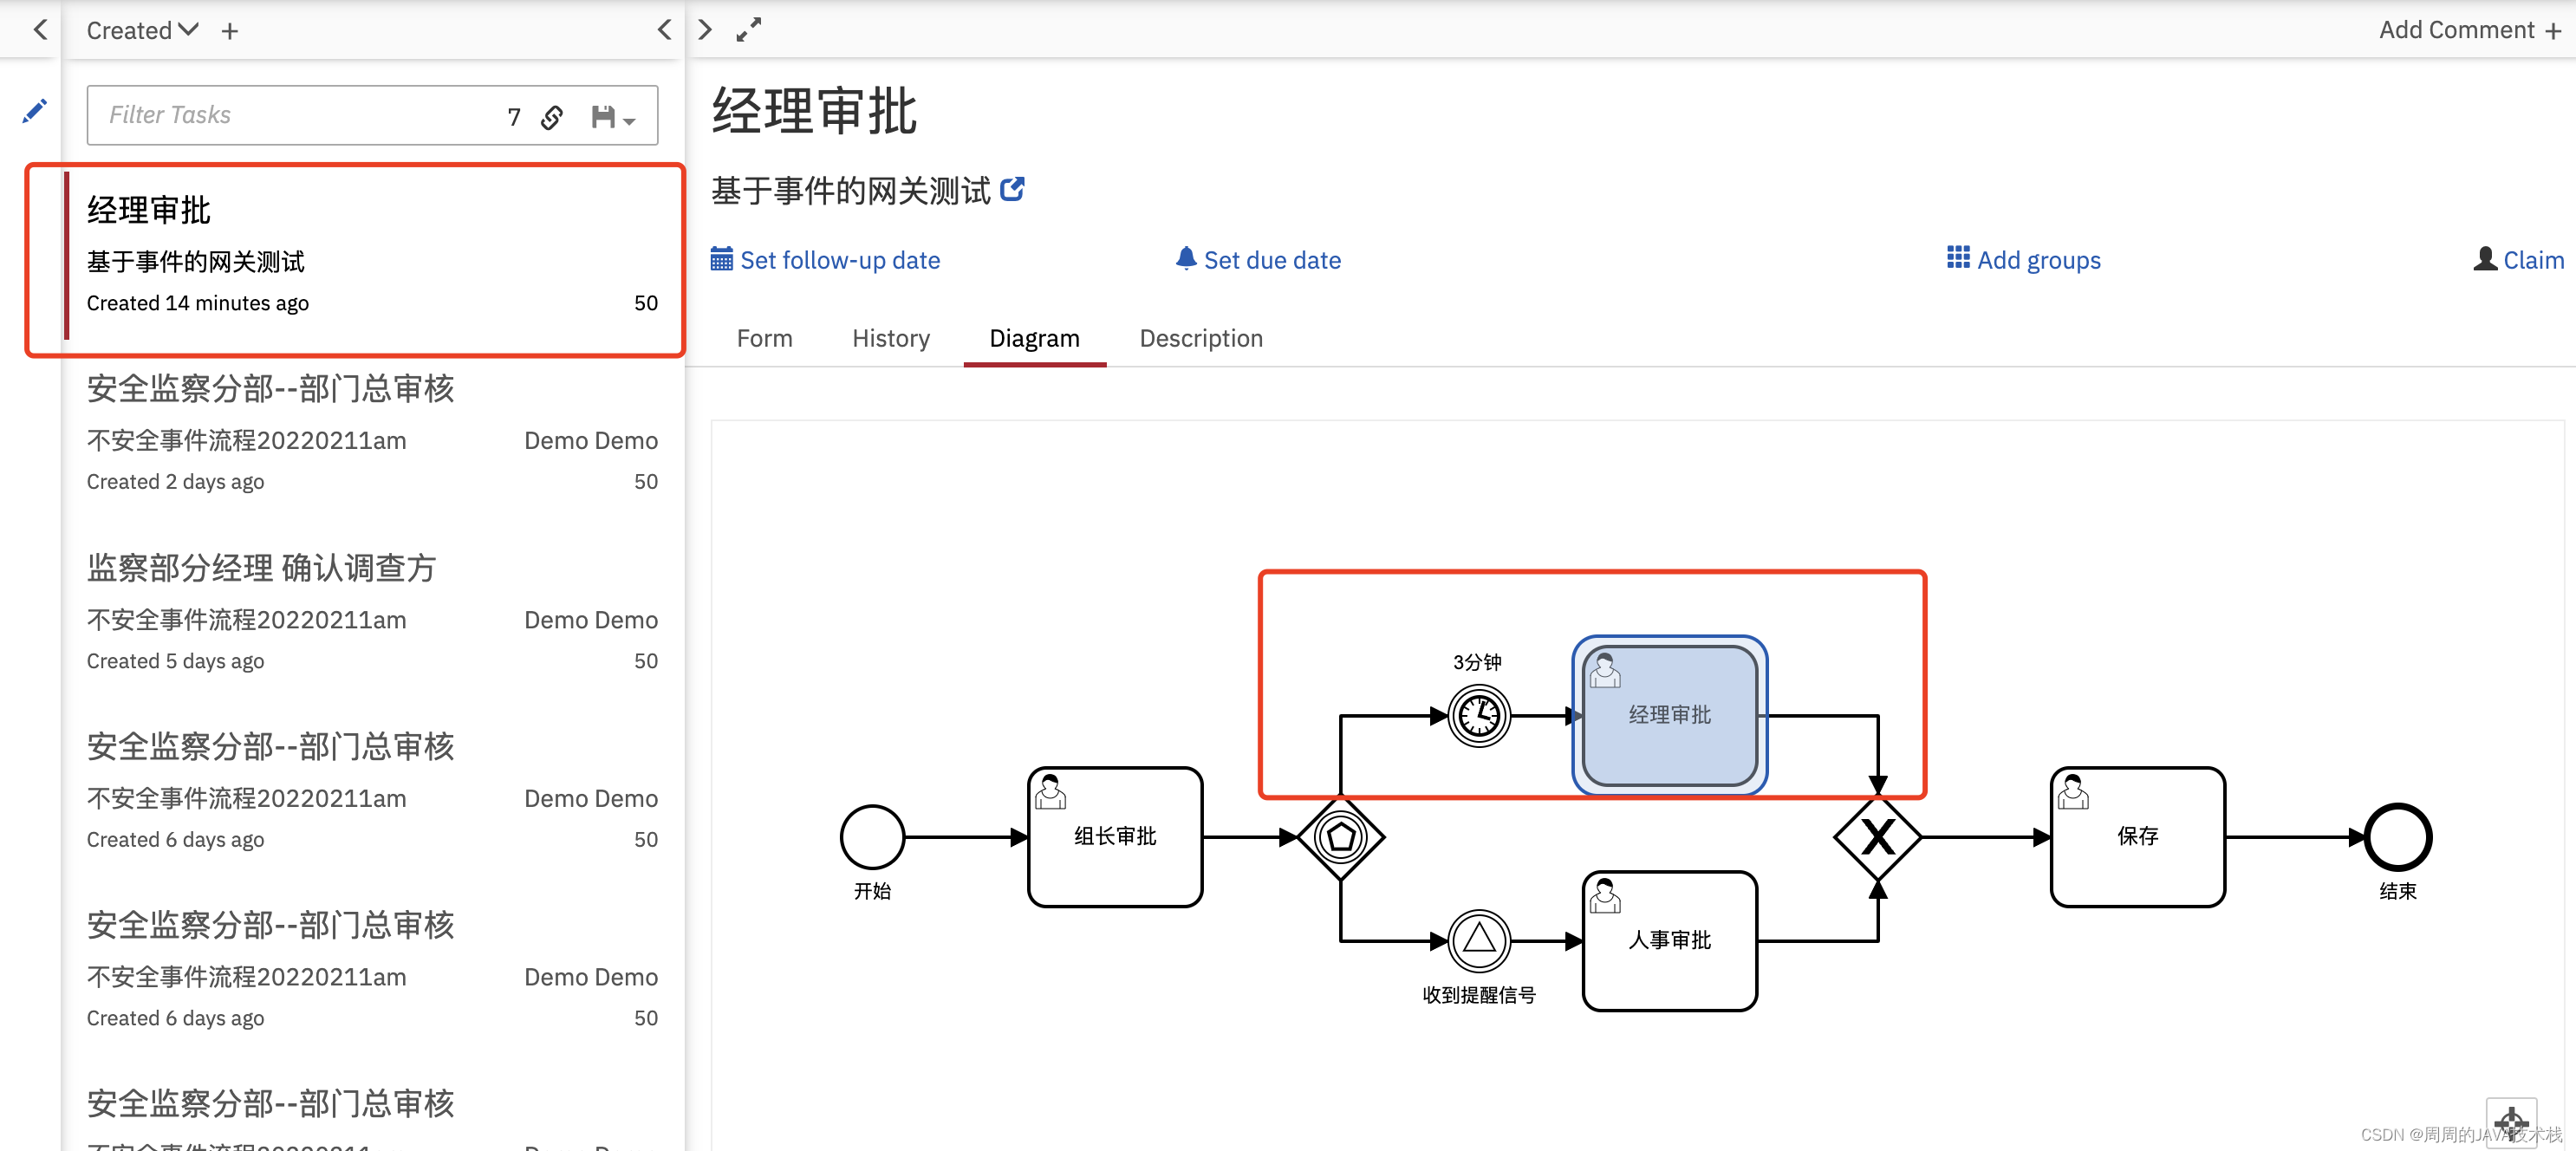 Created
Add Comment
Filter Tasks 7
经理审批
基于事件的网关测试
Created 14 minutes ago 50
安全监察分部--部门总审核
不安全事件流程20220211am Demo Demo
Created 2 days ago 50
监察部分经理 确认调查方
不安全事件流程20220211am Demo Demo
Created 5 days ago 50
安全监察分部--部门总审核
不安全事件流程20220211am Demo Demo
Created 6 days ago 50
安全监察分部--部门总审核
不安全事件流程20220211am Demo Demo
Created 6 days ago 50
安全监察分部--部门总审核
经理审批
基于事件的网关测试
Set follow-up date Set due date Add groups Claim
Form History Diagram Description
3分钟
经理审批
开始
组长审批
收到提醒信号
人事审批
保存
结束
CSDN @周周的JAVA技术栈